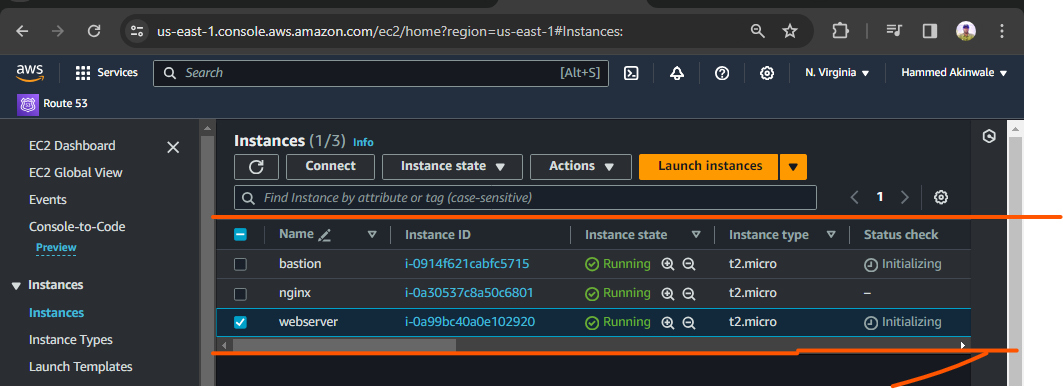 us-east-1.console.aws.amazon.com/ec2/home?region=us-east-1#Instances:
aws Services Search [Alt+S] N. Virginia Hammed Akinwale
Route 53
EC2 Dashboard
EC2 Global View
Events
Console-to-Code
Preview
Instances
Instances
Instance Types
Launch Templates
Instances (1/3) Info
Connect Instance state Actions Launch instances
Find Instance by attribute or tag (case-sensitive) 1
Name Instance ID Instance state Instance type Status check
bastion i-0914f621cabfc5715 Running t2.micro Initializing
nginx i-0a30537c8a50c6801 Running t2.micro –
webserver i-0a99bc40a0e102920 Running t2.micro Initializing